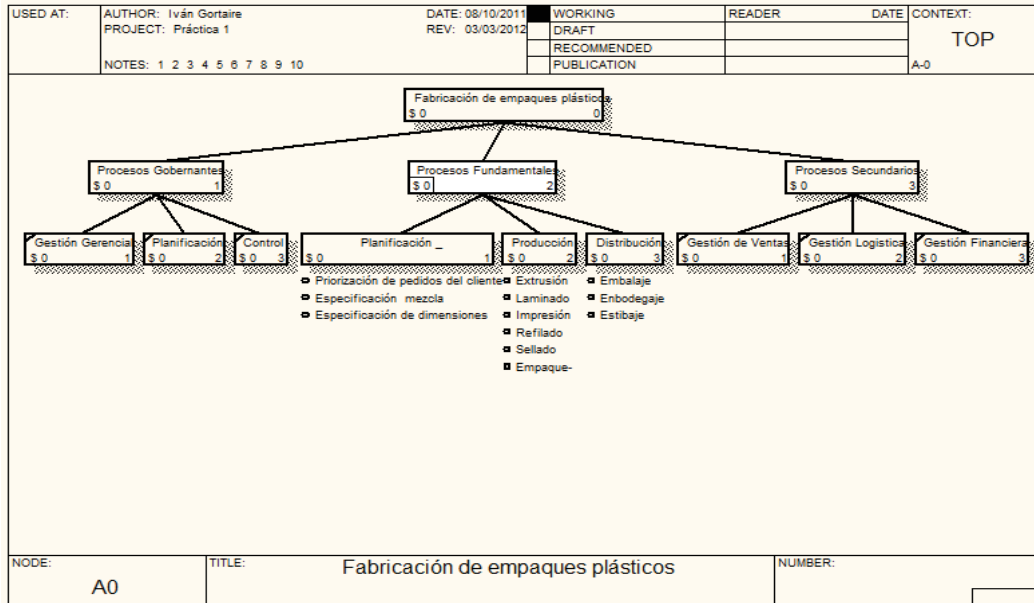 USED AT:
AUTHOR: Iván Gortaire
DATE: 08/10/2011
PROJECT: Práctica 1
REV: 03/03/2012
NOTES: 1 2 3 4 5 6 7 8 9 10
WORKING
DRAFT
RECOMMENDED
PUBLICATION
READER
DATE
CONTEXT:
TOP
A-0
Fabricación de empaques plásticos
$ 0 0
Procesos Gobernantes
$ 0 1
Procesos Fundamentales
$ 0 2
Procesos Secundarios
$ 0 3
Gestión Gerencial
$ 0 1
Planificación
$ 0 2
Control
$ 0 3
Planificación _
$ 0 1
Priorización de pedidos del cliente
Especificación mezcla
Especificación de dimensiones
Producción
$ 0 2
Extrusión
Laminado
Impresión
Refilado
Sellado
Empaque-
Distribución
$ 0 3
Embalaje
Enbodegaje
Estibaje
Gestión de Ventas
$ 0 1
Gestión Logistica
$ 0 2
Gestión Financiera
$ 0 3
NODE:
A0
TITLE:
Fabricación de empaques plásticos
NUMBER: